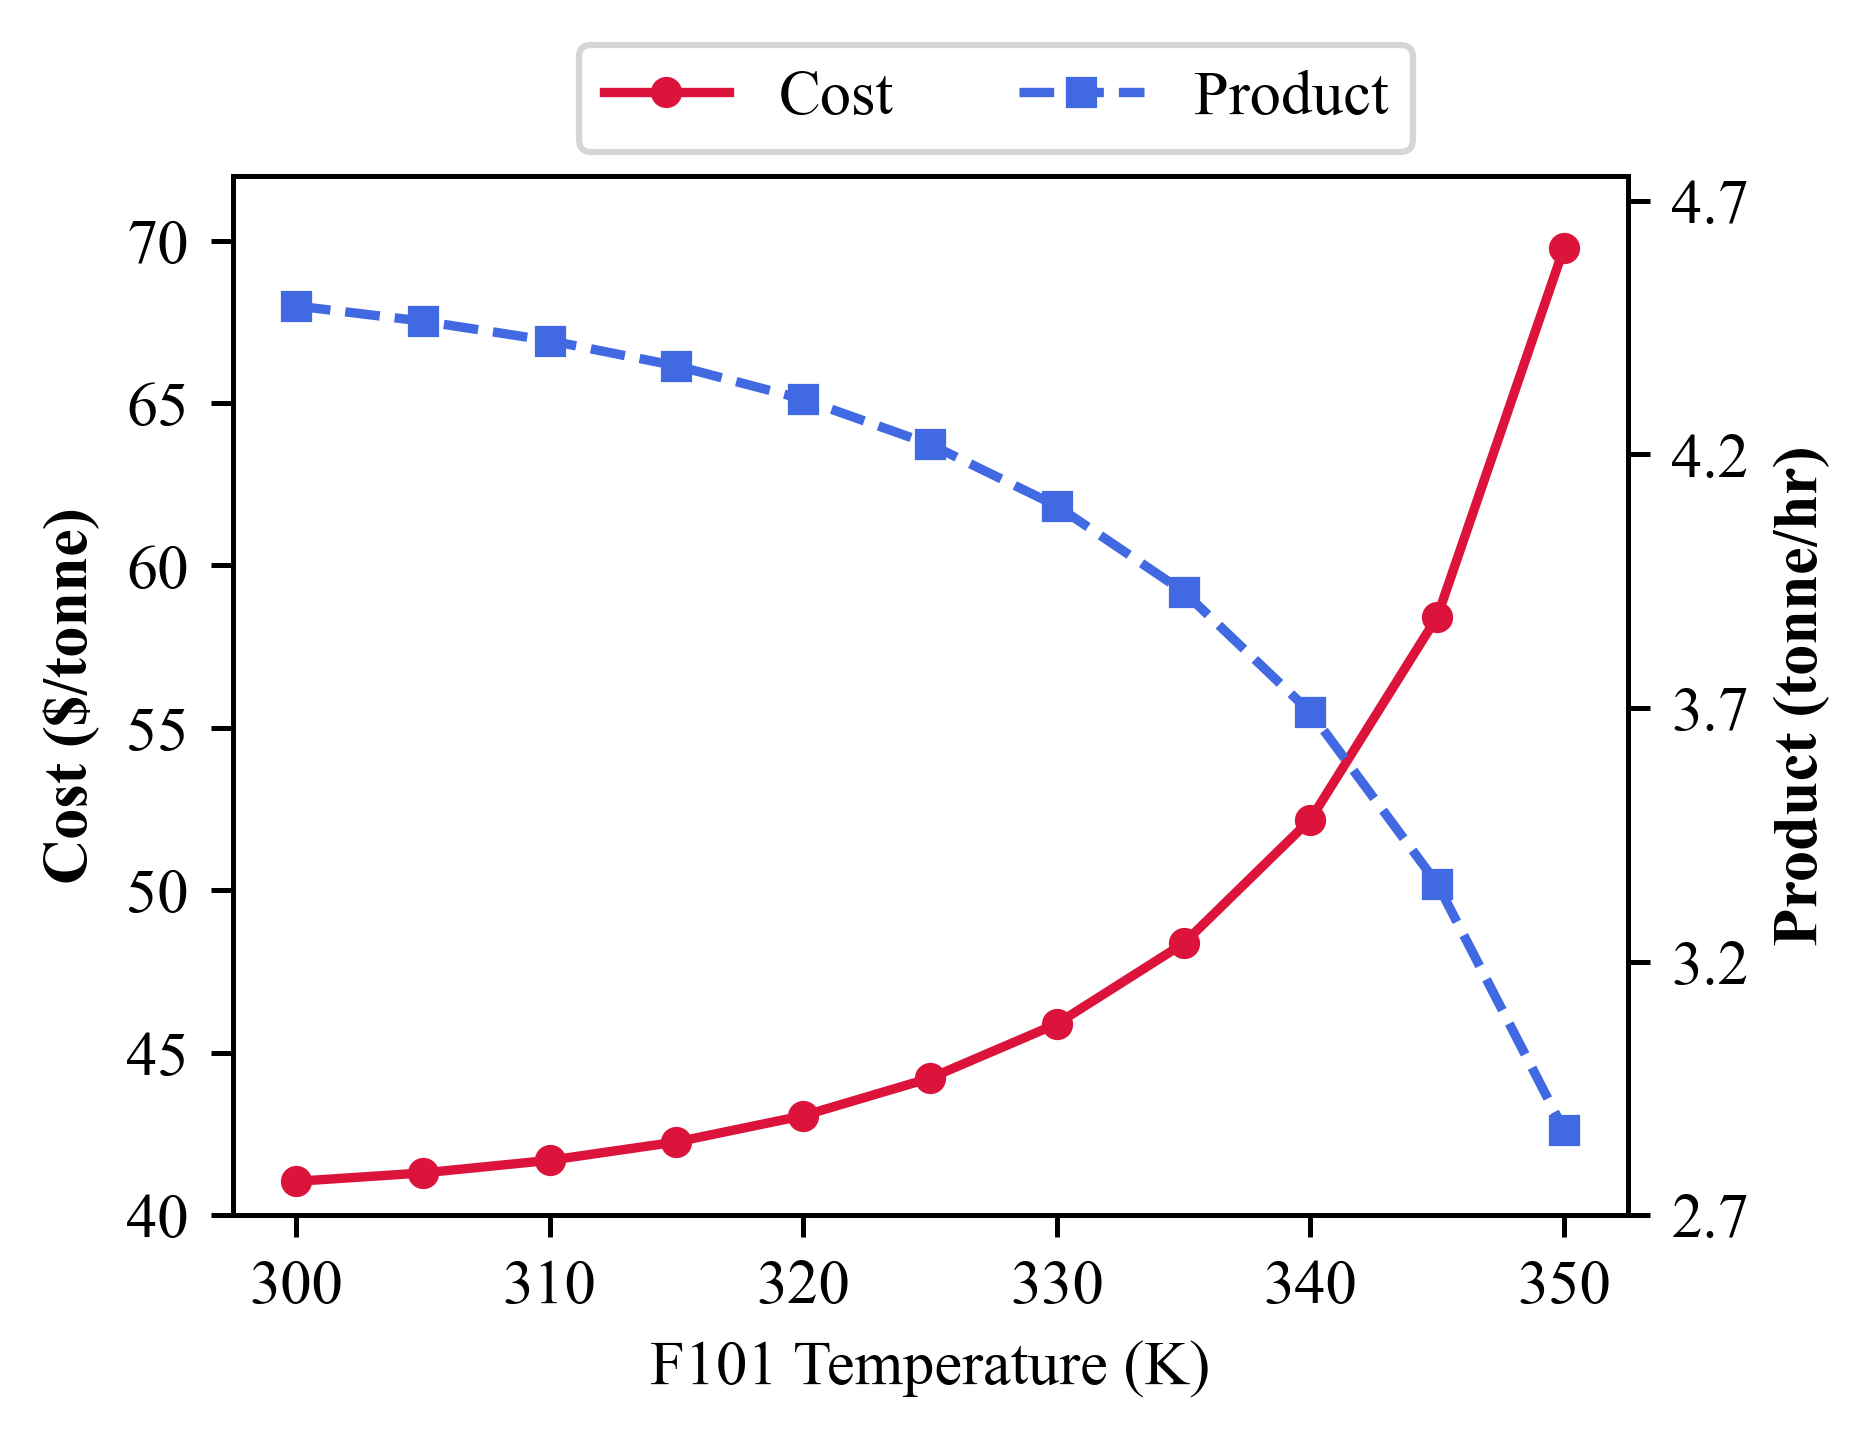 Cost Product
70
65
60
55
50
45
40
Cost ($/tonne)
4.7
4.2
3.7
3.2
2.7
Product (tonne/hr)
300 310 320 330 340 350
F101 Temperature (K)